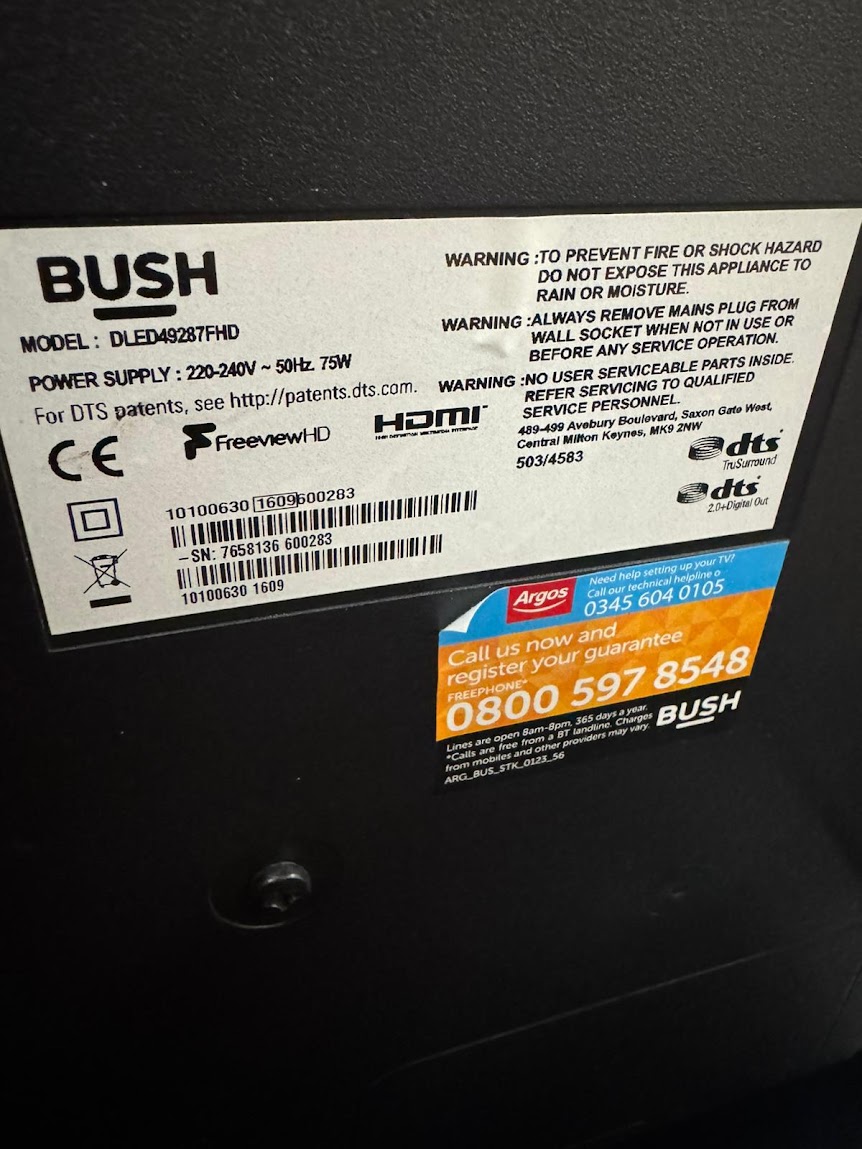 BUSH
MODEL : DLED49287FHD
POWER SUPPLY : 220-240V ~ 50Hz. 75W
For DTS patents, see http://patents.dts.com.
CE
FreeviewHD
HDMI
HIGH DEFINITION MULTIMEDIA INTERFACE
10100630 1609600283
SN: 7658136 600283
10100630 1609
WARNING :TO PREVENT FIRE OR SHOCK HAZARD
DO NOT EXPOSE THIS APPLIANCE TO
RAIN OR MOISTURE.
WARNING :ALWAYS REMOVE MAINS PLUG FROM
WALL SOCKET WHEN NOT IN USE OR
BEFORE ANY SERVICE OPERATION.
WARNING :NO USER SERVICEABLE PARTS INSIDE.
REFER SERVICING TO QUALIFIED
SERVICE PERSONNEL.
489-499 Avebury Boulevard, Saxon Gate West,
Central Milton Keynes, MK9 2NW
503/4583
dts
TruSurround
dts
2.0+Digital Out
Argos
Need help setting up your TV?
Call our technical helpline o
0345 604 0105
Call us now and
register your guarantee
FREEPHONE*
0800 597 8548
Lines are open 8am-8pm, 365 days a year.
*Calls are free from a BT landline. Charges
from mobiles and other providers may vary.
ARG_BUS_STK_0123_56
BUSH